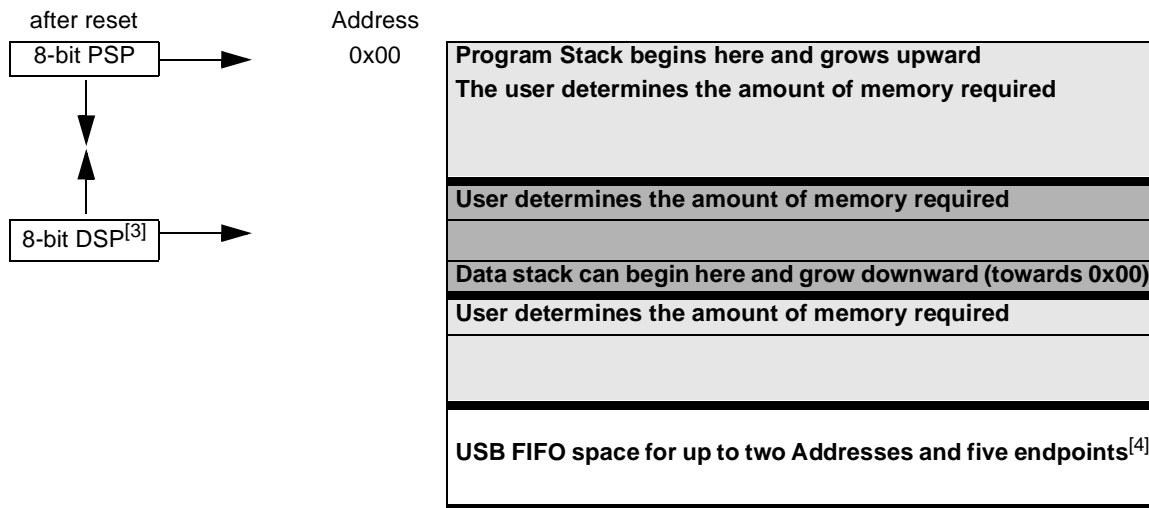 after reset
Address
8-bit PSP
0x00
Program Stack begins here and grows upward
The user determines the amount of memory required
User determines the amount of memory required
8-bit DSP[3]
Data stack can begin here and grow downward (towards 0x00)
User determines the amount of memory required
USB FIFO space for up to two Addresses and five endpoints[4]